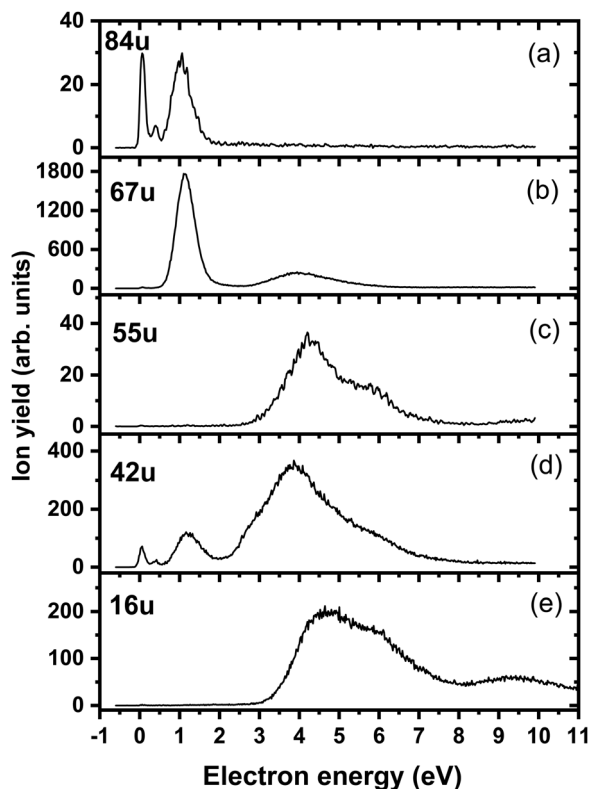 84u
(a)
40
20
0
67u
(b)
1800
1200
600
0
55u
(c)
40
20
0
42u
(d)
400
200
0
16u
(e)
200
100
0
-1 0 1 2 3 4 5 6 7 8 9 10 11
Electron energy (eV)
Ion yield (arb. units)